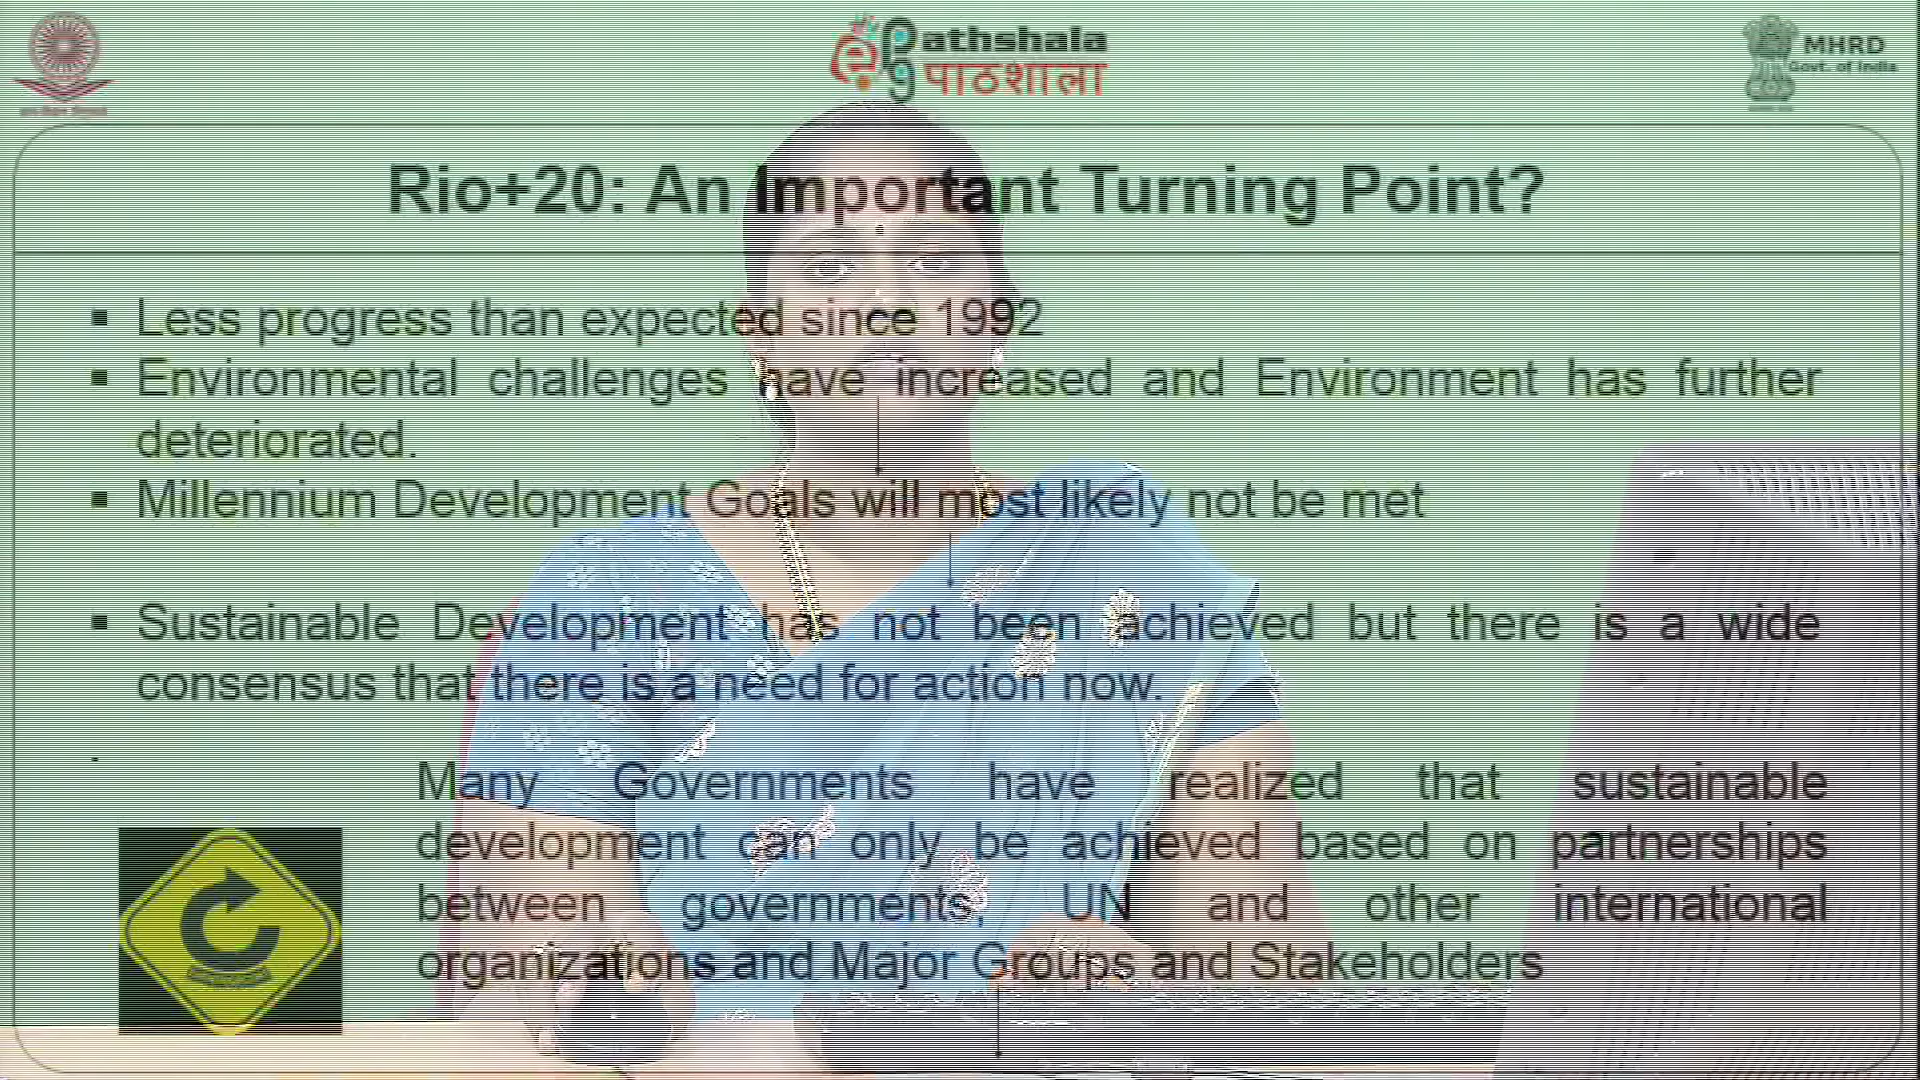 athshala
पाठशाला
MHRD
Govt. of India
Rio+20: An Important Turning Point?
▪ Less progress than expected since 1992
▪ Environmental challenges have increased and Environment has further
deteriorated.
▪ Millennium Development Goals will most likely not be met
▪ Sustainable Development has not been achieved but there is a wide
consensus that there is a need for action now.
Many Governments have realized that sustainable
development can only be achieved based on partnerships
between governments, UN and other international
organizations and Major Groups and Stakeholders